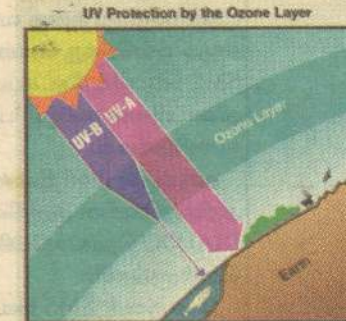 UV Protection by the Ozone Layer
UV-B
UV-A
Ozone Layer
Earth